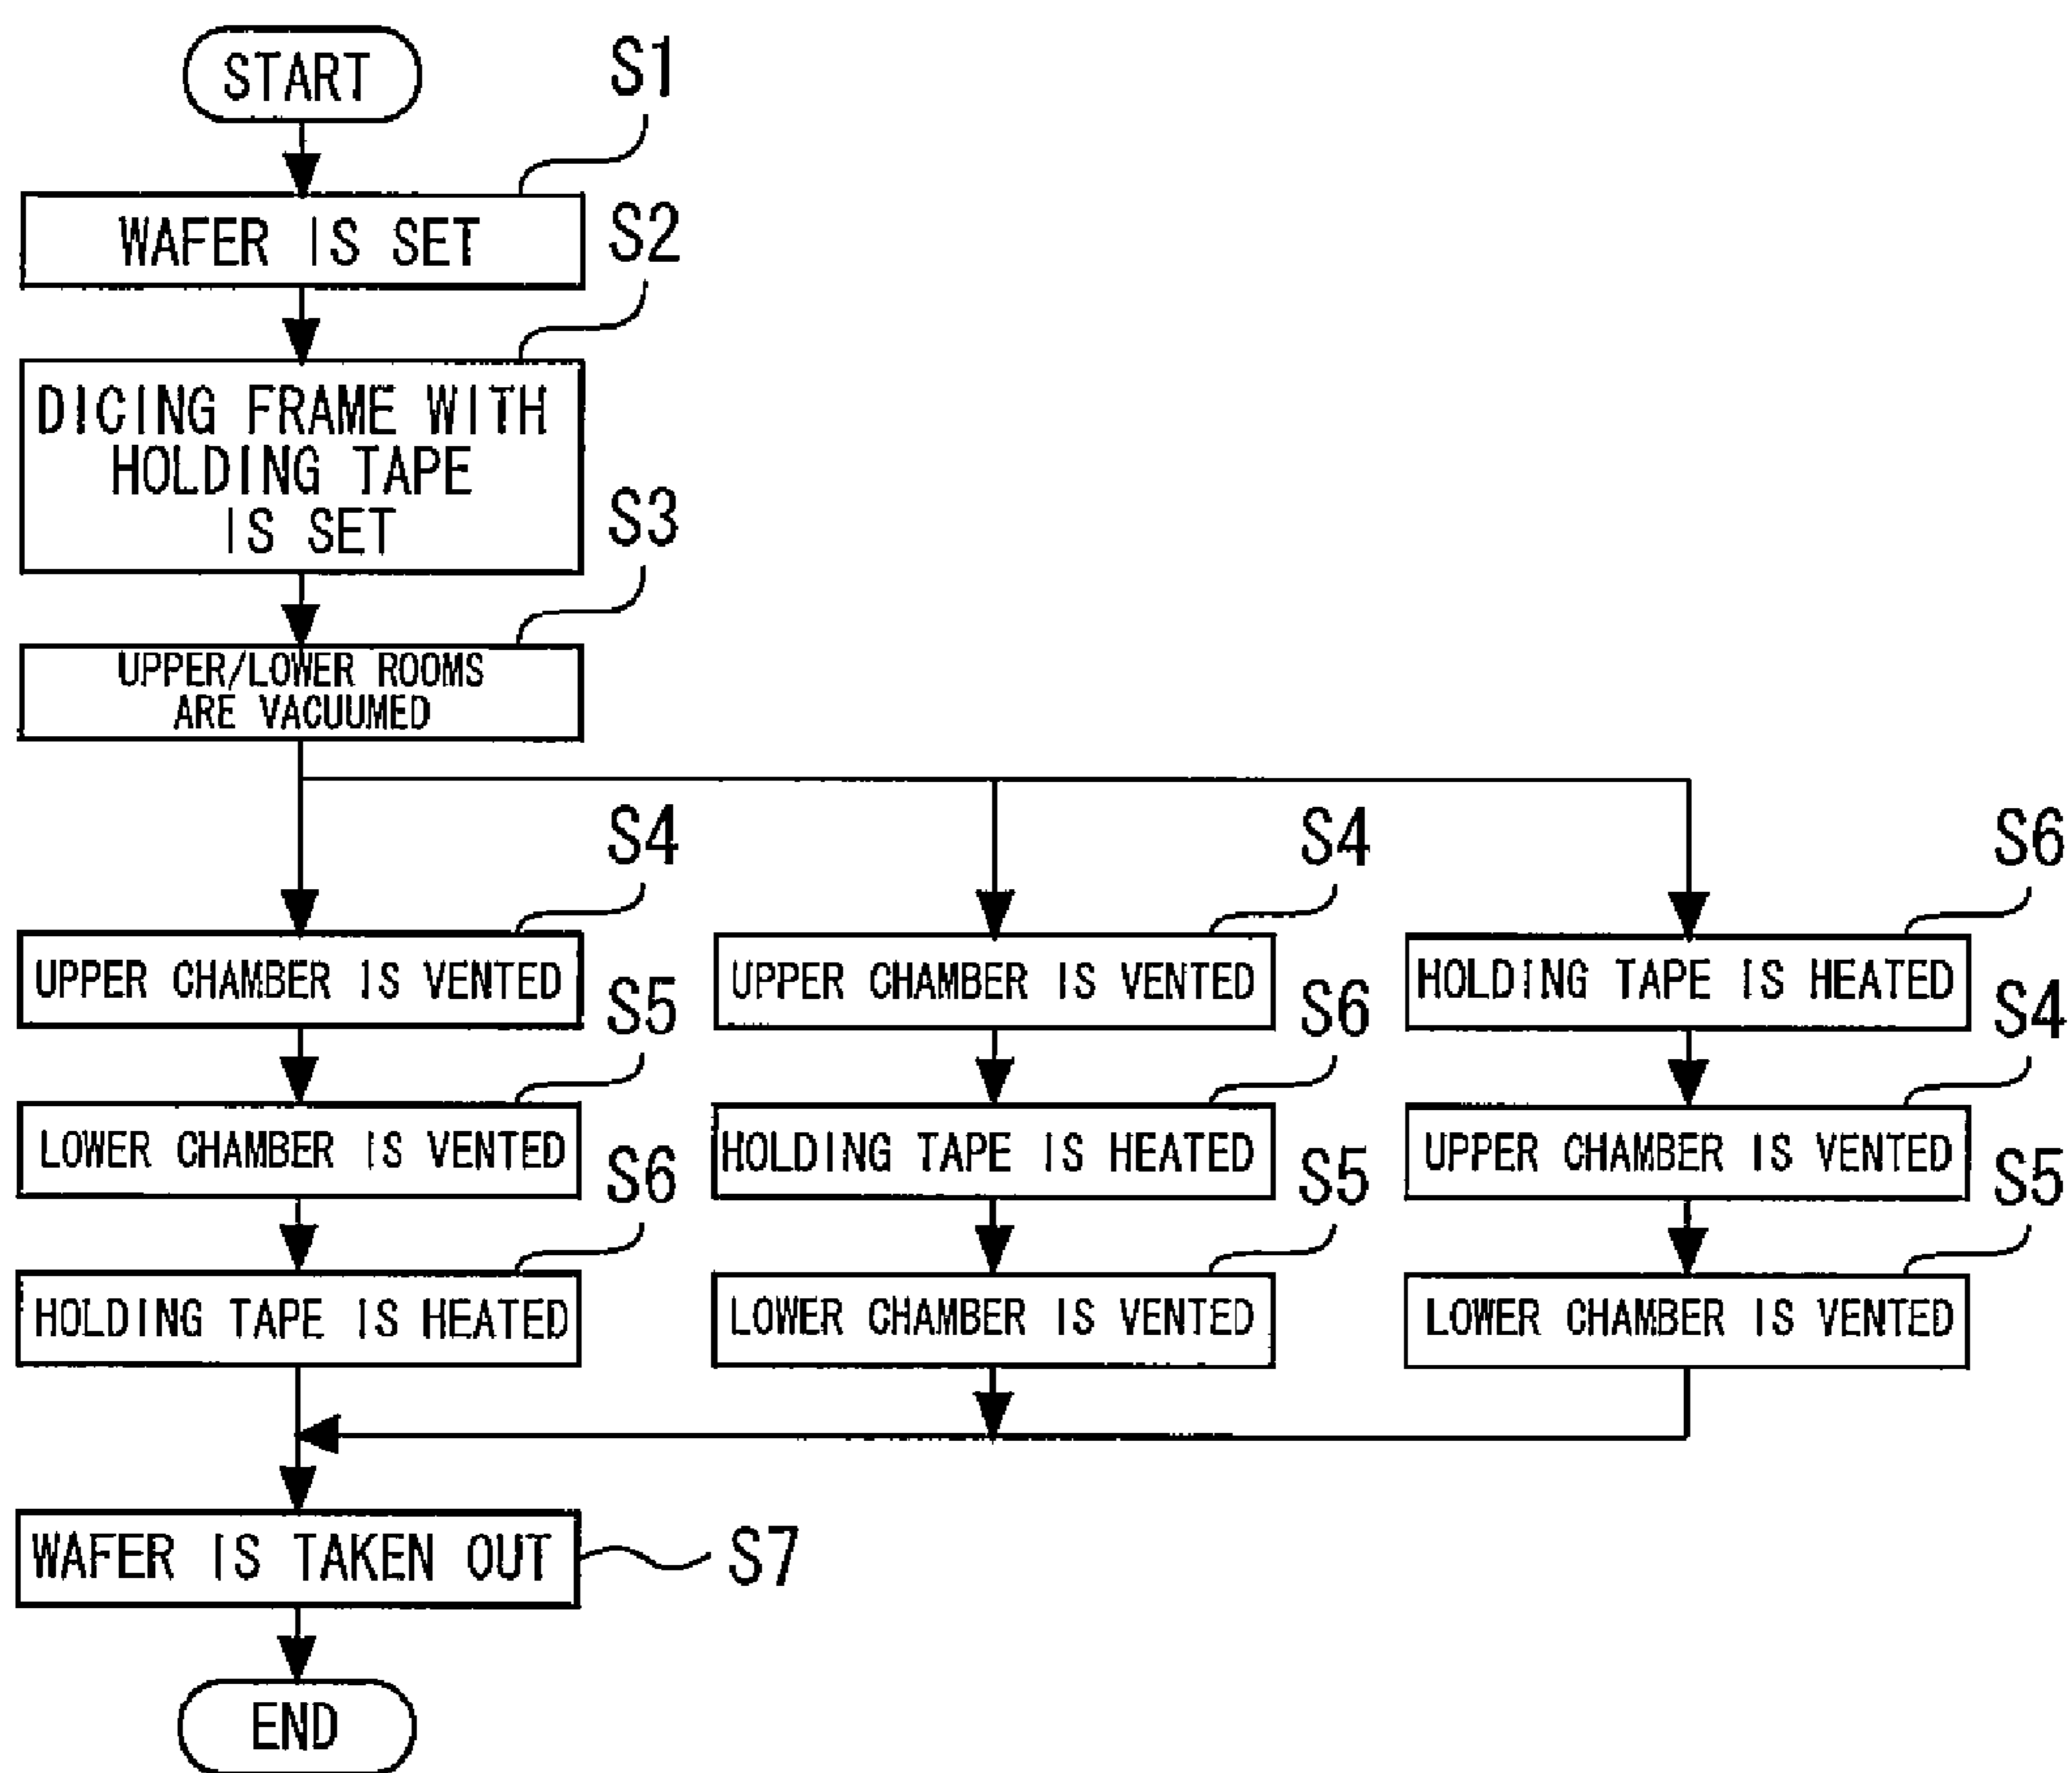 START
S1
WAFER IS SET
S2
DICING FRAME WITH
HOLDING TAPE
IS SET
S3
UPPER/LOWER ROOMS
ARE VACUUMED
S4
UPPER CHAMBER IS VENTED
S5
LOWER CHAMBER IS VENTED
S6
HOLDING TAPE IS HEATED
S4
UPPER CHAMBER IS VENTED
S6
HOLDING TAPE IS HEATED
S5
LOWER CHAMBER IS VENTED
S6
HOLDING TAPE IS HEATED
S4
UPPER CHAMBER IS VENTED
S5
LOWER CHAMBER IS VENTED
WAFER IS TAKEN OUT
S7
END